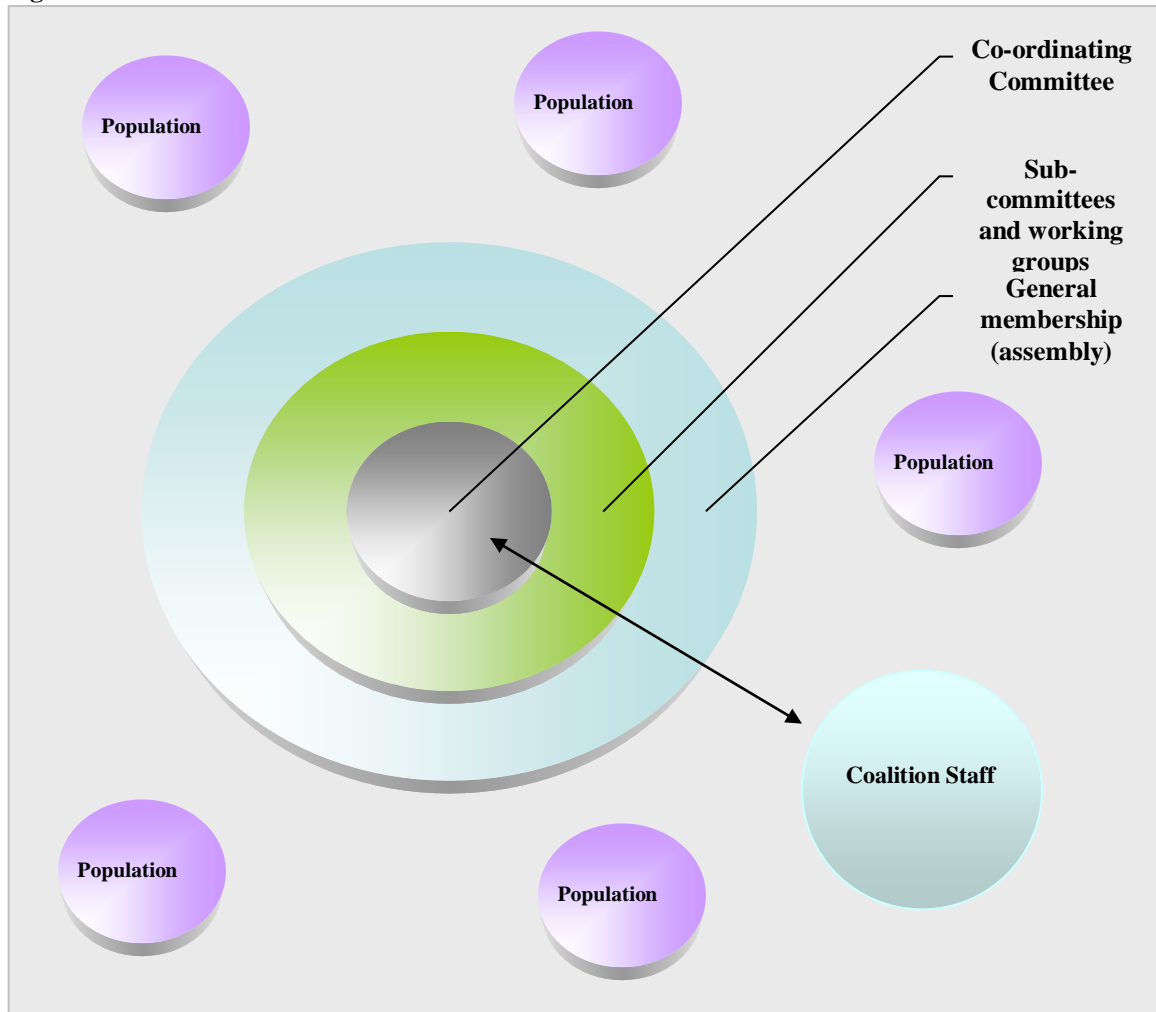 Co-ordinating
Committee
Population
Population
Sub-
committees
and working
groups
General
membership
(assembly)
Population
Coalition Staff
Population
Population